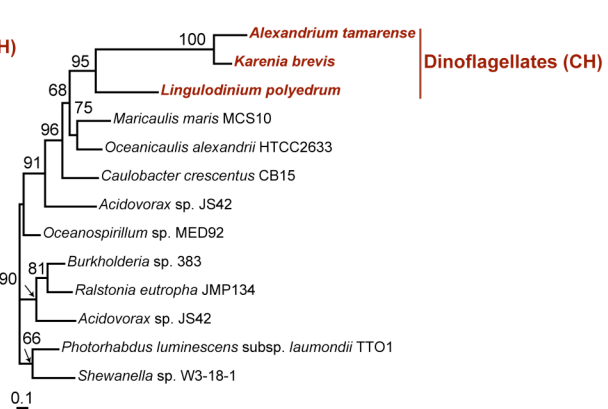 H)
100
Alexandrium tamarense
95
Karenia brevis
Dinoflagellates (CH)
68
Lingulodinium polyedrum
75
Maricaulis maris MCS10
96
Oceanicaulis alexandrii HTCC2633
91
Caulobacter crescentus CB15
Acidovorax sp. JS42
Oceanospirillum sp. MED92
81
Burkholderia sp. 383
90
Ralstonia eutropha JMP134
Acidovorax sp. JS42
66
Photorhabdus luminescens subsp. laumondii TTO1
Shewanella sp. W3-18-1
0.1